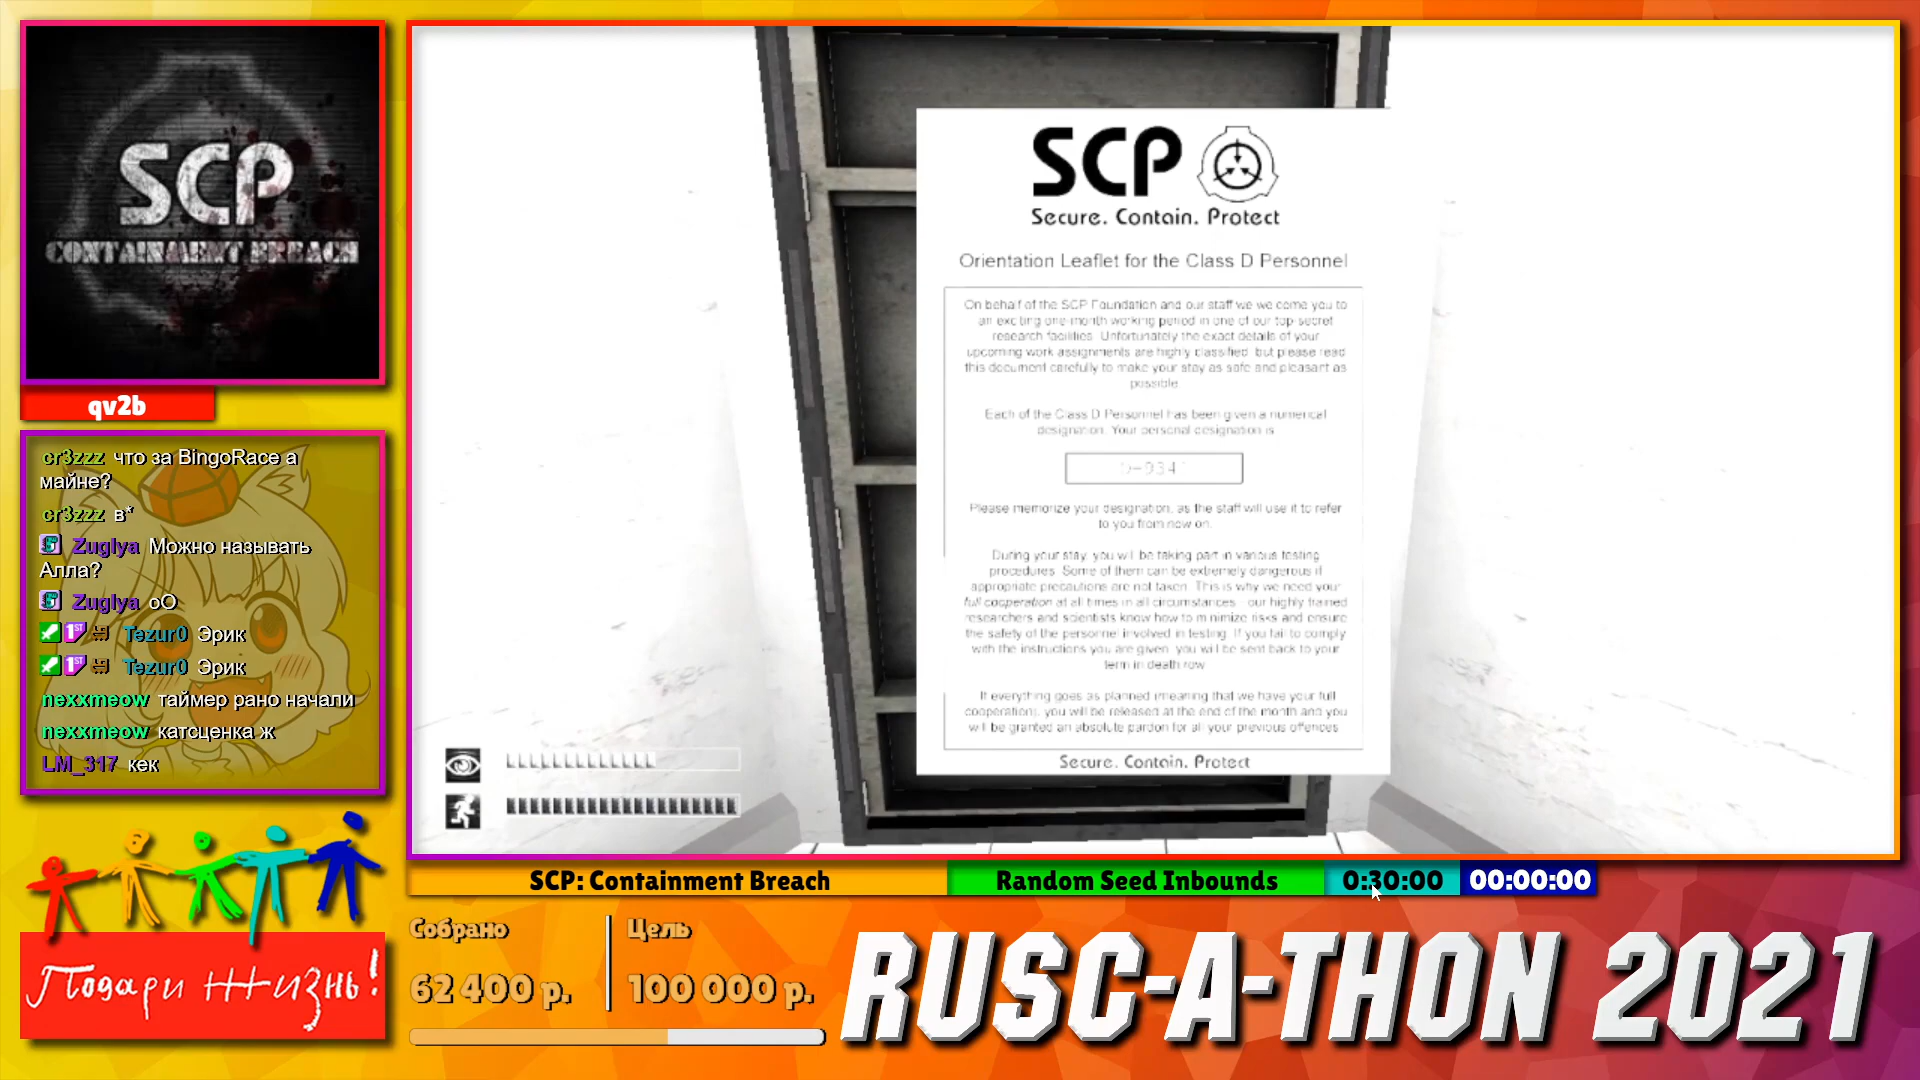 SCP
CONTAINMENT BREACH
qv2b
cr3zzz что за BingoRace а
майне?
cr3zzz в*
Zuglya Можно называть
Алла?
Zuglya оО
1ST Tezur0 Эрик
1ST Tezur0 Эрик
nexxmeow таймер рано начали
nexxmeow катсценка ж
LM_317 кек
Подари Жизнь!
SCP
Secure. Contain. Protect
Orientation Leaflet for the Class D Personnel
On behalf of the SCP Foundation and our staff we we come you to
an exciting one-month working period in one of our top-secret
research facilities. Unfortunately the exact details of your
upcoming work assignments are highly classified, but please read
this document carefully to make your stay as safe and pleasant as
possible
Each of the Class D Personnel has been given a numerical
designation. Your personal designation is
Please memorize your designation, as the staff will use it to refer
to you from now on.
During your stay, you will be taking part in various testing
procedures. Some of them can be extremely dangerous if
appropriate precautions are not taken. This is why we need your
full cooperation at all times in all circumstances - our highly trained
researchers and scientists know how to minimize risks and ensure
the safety of the personnel involved in testing. If you fail to comply
with the instructions you are given, you will be sent back to your
term in death row
If everything goes as planned (meaning that we have your full
cooperation), you will be released at the end of the month and you
will be granted an absolute pardon for all your previous offences
Secure. Contain. Protect
SCP: Containment Breach
Random Seed Inbounds
0:30:00
00:00:00
Собрано
62 400 р.
Цель
100 000 р.
RUSC-A-THON 2021